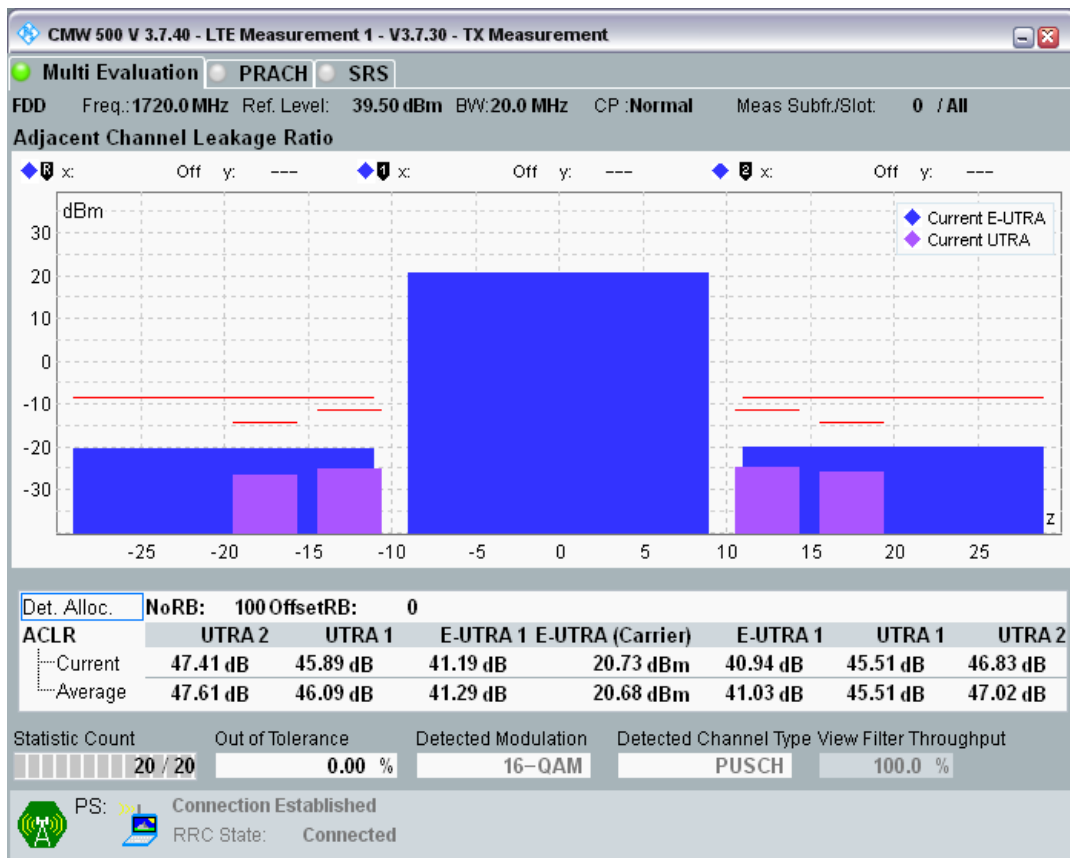 CMW 500 V 3.7.40 - LTE Measurement 1 - V3.7.30 - TX Measurement
Multi Evaluation PRACH SRS
FDD Freq.: 1720.0 MHz Ref. Level: 39.50 dBm BW: 20.0 MHz CP : Normal Meas Subfr./Slot: 0 / All
Adjacent Channel Leakage Ratio
R x: Off y: --- 1 x: Off y: --- 2 x: Off y: ---
dBm
Current E-UTRA
Current UTRA
30
20
10
0
-10
-20
-30
z
-25 -20 -15 -10 -5 0 5 10 15 20 25
Det. Alloc. NoRB: 100 OffsetRB: 0
ACLR UTRA 2 UTRA 1 E-UTRA 1 E-UTRA (Carrier) E-UTRA 1 UTRA 1 UTRA 2
Current 47.41 dB 45.89 dB 41.19 dB 20.73 dBm 40.94 dB 45.51 dB 46.83 dB
Average 47.61 dB 46.09 dB 41.29 dB 20.68 dBm 41.03 dB 45.51 dB 47.02 dB
Statistic Count Out of Tolerance Detected Modulation Detected Channel Type View Filter Throughput
20 / 20 0.00 % 16-QAM PUSCH 100.0 %
PS: Connection Established
RRC State: Connected